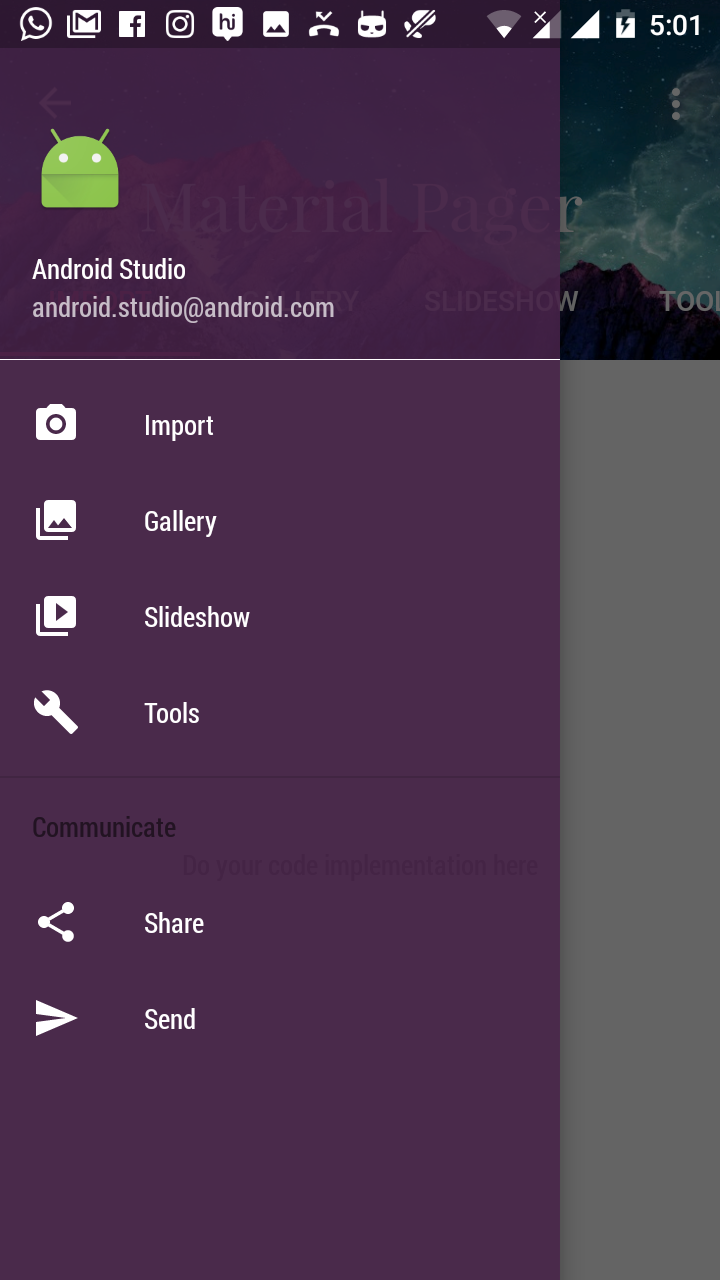 hj
5:01
Material Pager
Android Studio
GALLERY SLIDESHOW TOOL
android.studio@android.com
Import
Gallery
Slideshow
Tools
Communicate
Do your code implementation here
Share
Send